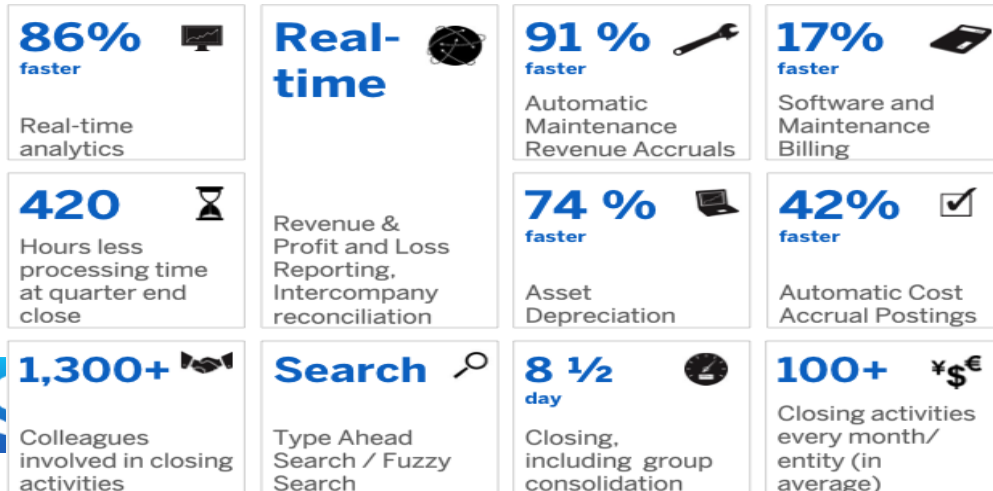 86%
faster
Real-time
analytics
Real-
time
Revenue &
Profit and Loss
Reporting,
Intercompany
reconciliation
91 %
faster
Automatic
Maintenance
Revenue Accruals
17%
faster
Software and
Maintenance
Billing
420
Hours less
processing time
at quarter end
close
74 %
faster
Asset
Depreciation
42%
faster
Automatic Cost
Accrual Postings
1,300+
Colleagues
involved in closing
activities
Search
Type Ahead
Search / Fuzzy
Search
8 ½
day
Closing,
including group
consolidation
100+
¥$€
Closing activities
every month/
entity (in
average)